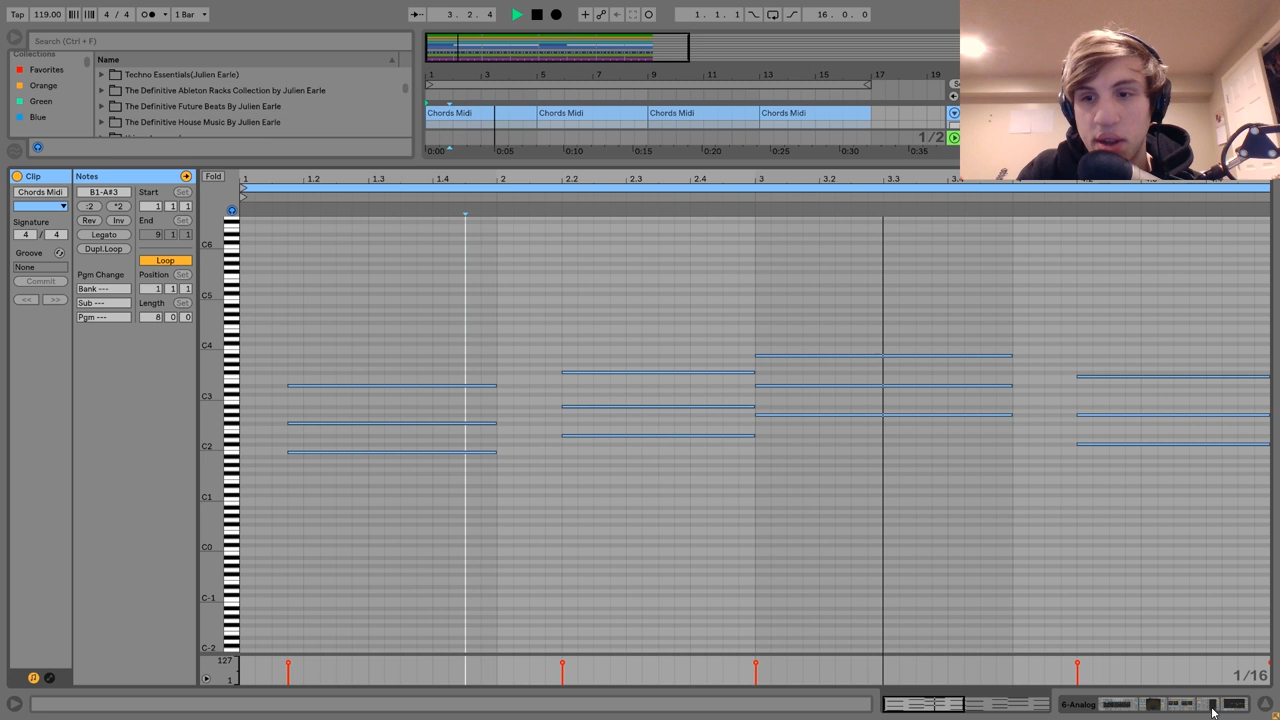 Tap 119.00 4 / 4 1 Bar 3. 2. 4 1. 1. 1 16. 0. 0
Search (Ctrl + F)
Collections Name
Favorites
Orange
Green
Blue
Techno Essentials(Julien Earle)
The Definitive Ableton Racks Collection by Julien Earle
The Definitive Future Beats By Julien Earle
The Definitive House Music By Julien Earle
1 3 5 7 9 11 13 15 17 19
Chords Midi Chords Midi Chords Midi Chords Midi
1/2
0:00 0:05 0:10 0:15 0:20 0:25 0:30 0:35
Clip Notes Fold
Chords Midi B1-A#3 Start Set
:2 *2 1 1 1
Signature Rev Inv End Set
4 / 4 Legato 9 1 1
Groove Dupl.Loop
None Loop
Commit Pgm Change Position Set
<< >> Bank --- 1 1 1
Sub --- Length Set
Pgm --- 8 0 0
1 1.2 1.3 1.4 2 2.2 2.3 2.4 3 3.2 3.3
C6
C5
C4
C3
C2
C1
C0
C-1
C-2
127
1
1/16
6-Analog